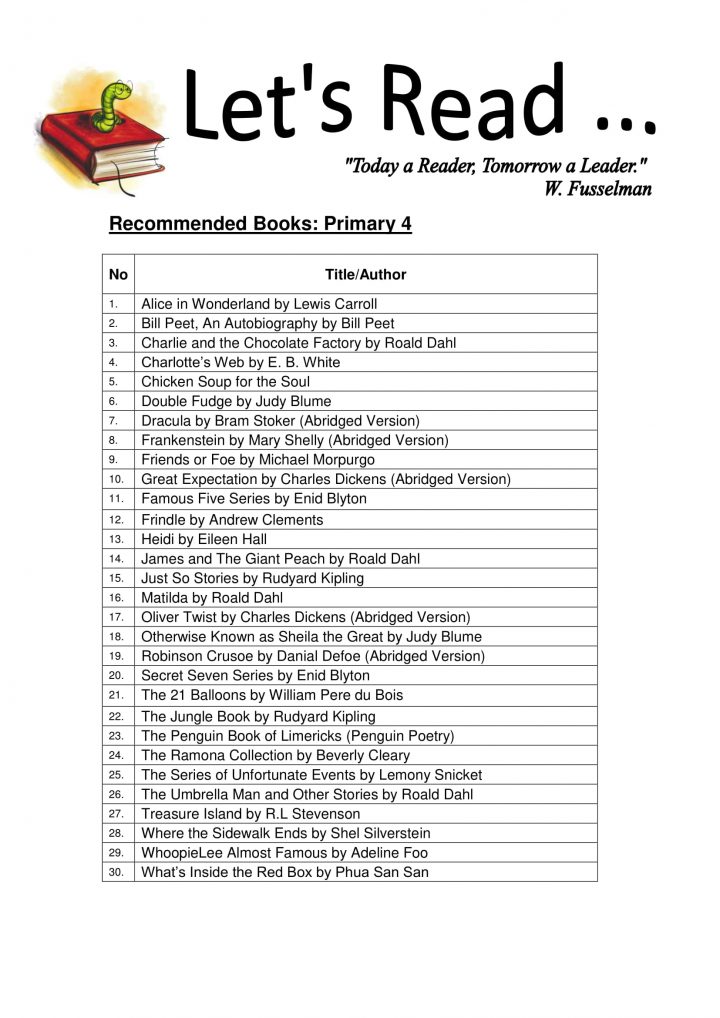 Let's Read ...
"Today a Reader, Tomorrow a Leader."
W. Fusselman
Recommended Books: Primary 4
No Title/Author
1. Alice in Wonderland by Lewis Carroll
2. Bill Peet, An Autobiography by Bill Peet
3. Charlie and the Chocolate Factory by Roald Dahl
4. Charlotte’s Web by E. B. White
5. Chicken Soup for the Soul
6. Double Fudge by Judy Blume
7. Dracula by Bram Stoker (Abridged Version)
8. Frankenstein by Mary Shelly (Abridged Version)
9. Friends or Foe by Michael Morpurgo
10. Great Expectation by Charles Dickens (Abridged Version)
11. Famous Five Series by Enid Blyton
12. Frindle by Andrew Clements
13. Heidi by Eileen Hall
14. James and The Giant Peach by Roald Dahl
15. Just So Stories by Rudyard Kipling
16. Matilda by Roald Dahl
17. Oliver Twist by Charles Dickens (Abridged Version)
18. Otherwise Known as Sheila the Great by Judy Blume
19. Robinson Crusoe by Danial Defoe (Abridged Version)
20. Secret Seven Series by Enid Blyton
21. The 21 Balloons by William Pere du Bois
22. The Jungle Book by Rudyard Kipling
23. The Penguin Book of Limericks (Penguin Poetry)
24. The Ramona Collection by Beverly Cleary
25. The Series of Unfortunate Events by Lemony Snicket
26. The Umbrella Man and Other Stories by Roald Dahl
27. Treasure Island by R.L Stevenson
28. Where the Sidewalk Ends by Shel Silverstein
29. WhoopieLee Almost Famous by Adeline Foo
30. What’s Inside the Red Box by Phua San San